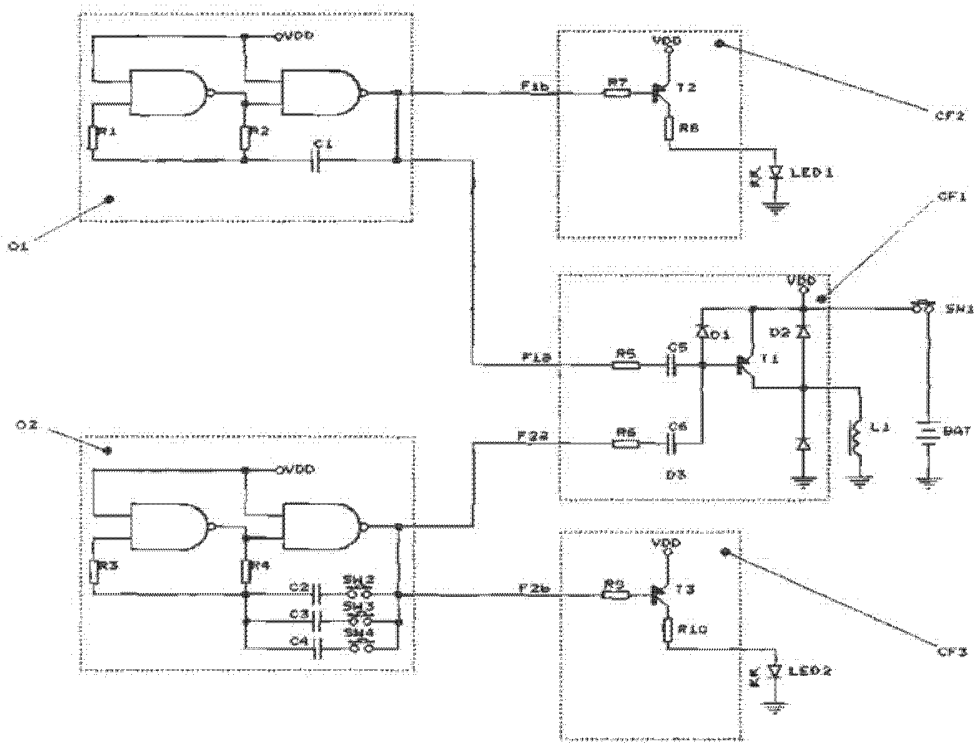 VDD
R1
R2
C1
O1
F1b
VDD
R7
T2
R8
LED1
CF2
CF1
VDD
SW1
D1
D2
F1a
R5
C5
T1
F2a
R6
C6
D3
L1
BAT
O2
VDD
R3
R4
C2
SW2
C3
SW3
C4
SW4
F2b
VDD
R9
T3
R10
LED2
CF3